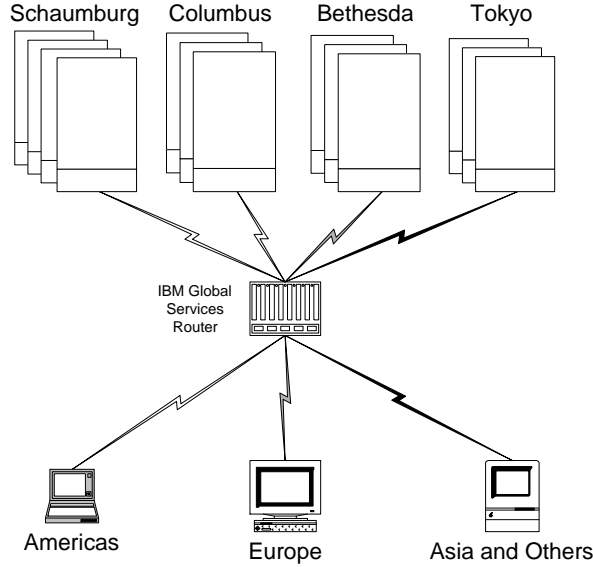 Schaumburg
Columbus
Bethesda
Tokyo
IBM Global
Services
Router
Americas
Europe
Asia and Others